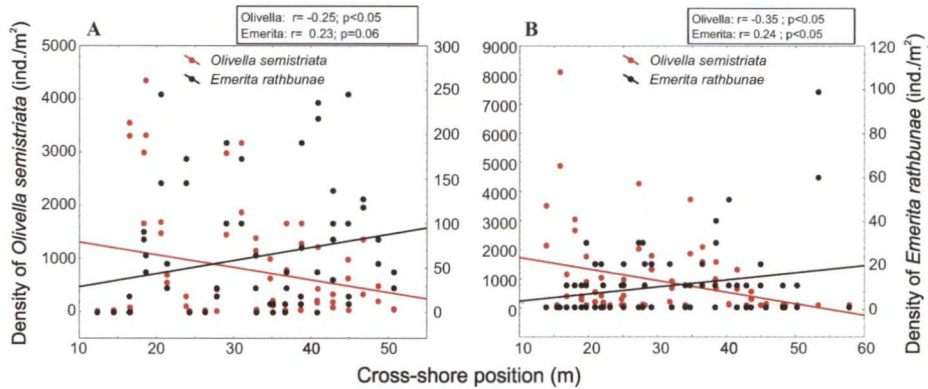 Olivella: r= -0.25; p<0.05
Emerita: r= 0.23; p=0.06
Olivella: r= -0.35 ; p<0.05
Emerita: r= 0.24 ; p<0.05
A
B
Olivella semistriata
Emerita rathbunae
Olivella semistriata
Emerita rathbunae
Density of Olivella semistriata (ind./m²)
5000
4000
3000
2000
1000
0
300
250
200
150
100
50
0
9000
8000
7000
6000
5000
4000
3000
2000
1000
0
120
100
80
60
40
20
0
Density of Emerita rathbunae (ind./m²)
10 20 30 40 50
10 20 30 40 50 60
Cross-shore position (m)